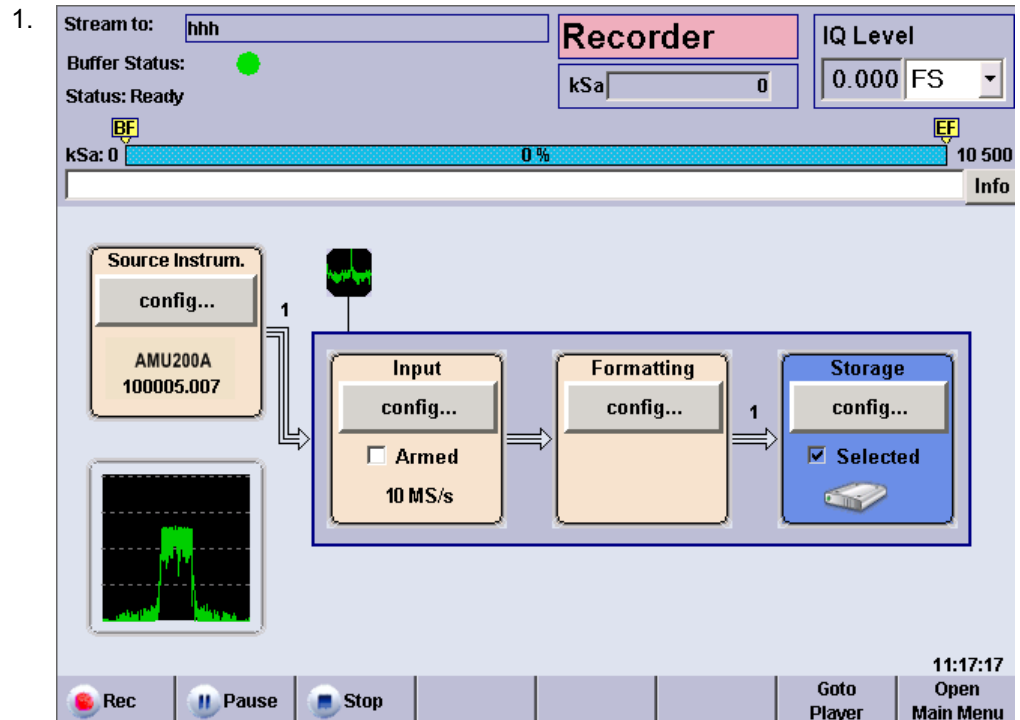 1.
Stream to: hhh
Recorder
IQ Level
Buffer Status:
kSa 0
0.000 FS
Status: Ready
BF
EF
kSa: 0
0 %
10 500
Info
Source Instrum.
config...
1
AMU200A
100005.007
Input
config...
Armed
10 MS/s
Formatting
config...
1
Storage
config...
Selected
11:17:17
Rec
Pause
Stop
Goto
Player
Open
Main Menu